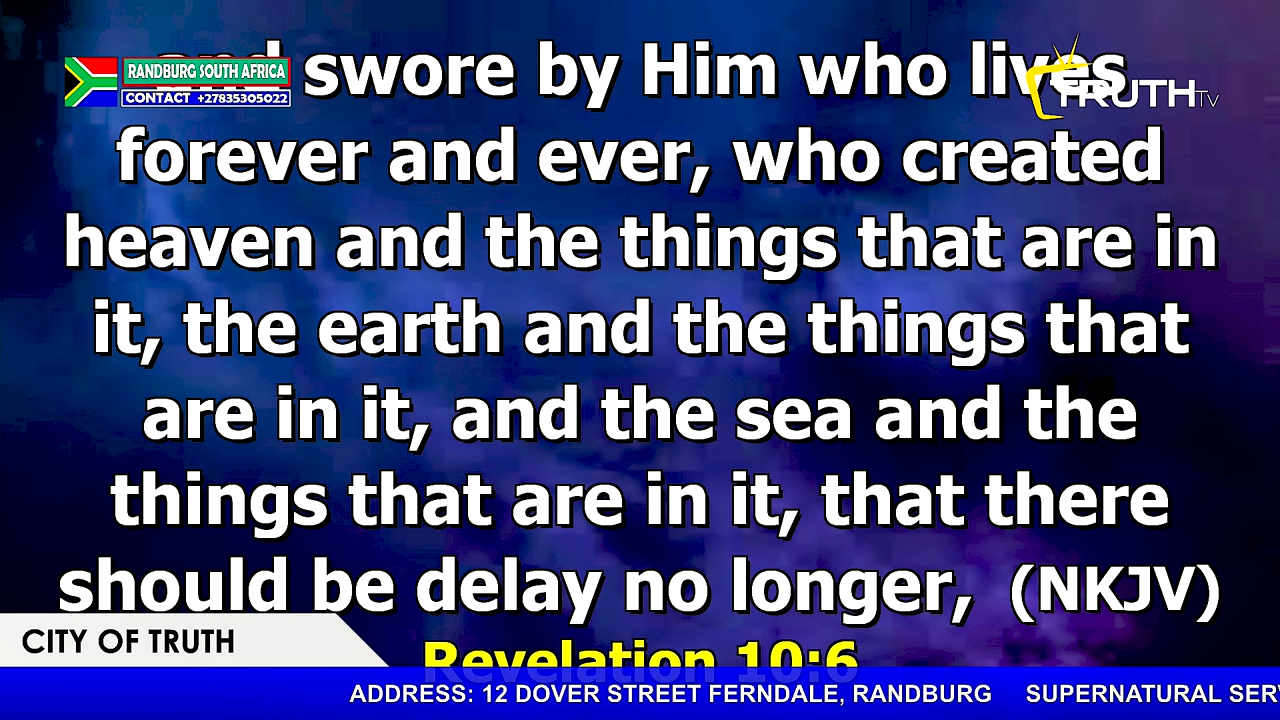 and swore by Him who lives
RANDBURG SOUTH AFRICA
CONTACT +27835305022
TRUTH TV
forever and ever, who created
heaven and the things that are in
it, the earth and the things that
are in it, and the sea and the
things that are in it, that there
should be delay no longer, (NKJV)
Revelation 10:6
CITY OF TRUTH
ADDRESS: 12 DOVER STREET FERNDALE, RANDBURG SUPERNATURAL SER